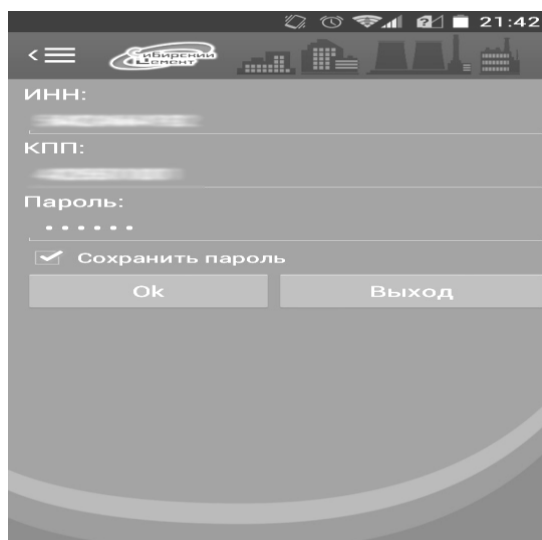 21:42
Сибирский
Цемент
ИНН:
КПП:
Пароль:
Сохранить пароль
Ok Выход